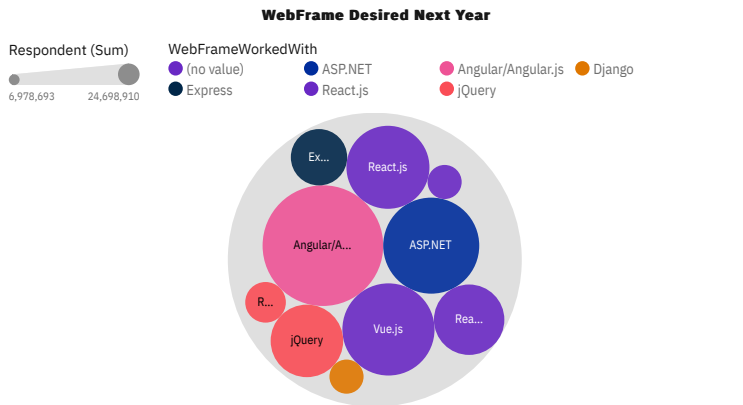 WebFrame Desired Next Year
Respondent (Sum)
6,978,693 24,698,910
WebFrameWorkedWith
(no value) ASP.NET Angular/Angular.js Django
Express React.js jQuery
Ex... React.js
Angular/A... ASP.NET
R...
jQuery Vue.js Rea...